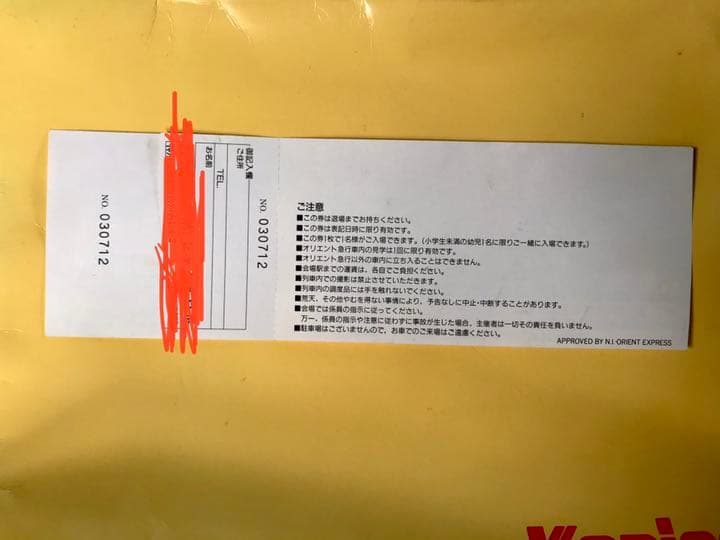 NO. 030712
御記入欄
ご住所
TEL.
お名前
NO. 030712
ご注意
■この券は退場までお持ちください。
■この券は表記日時に限り有効です。
■この券1枚で1名様がご入場できます。(小学生未満の幼児1名に限りご一緒に入場できます。)
■オリエント急行車内の見学は1回に限り有効です。
■オリエント急行以外の車内に立ち入ることはできません。
■会場駅までの運賃は、各自でご負担ください。
■列車内での撮影は禁止させていただきます。
■列車内の調度品には手を触れないでください。
■荒天、その他やむを得ない事情により、予告なしに中止・中断することがあります。
■会場では係員の指示に従ってください。
万一、係員の指示や注意に従わずに事故が生じた場合、主催者は一切その責任を負いません。
■駐車場はございませんので、お車でのご来場はご遠慮ください。
APPROVED BY N.I.ORIENT EXPRESS